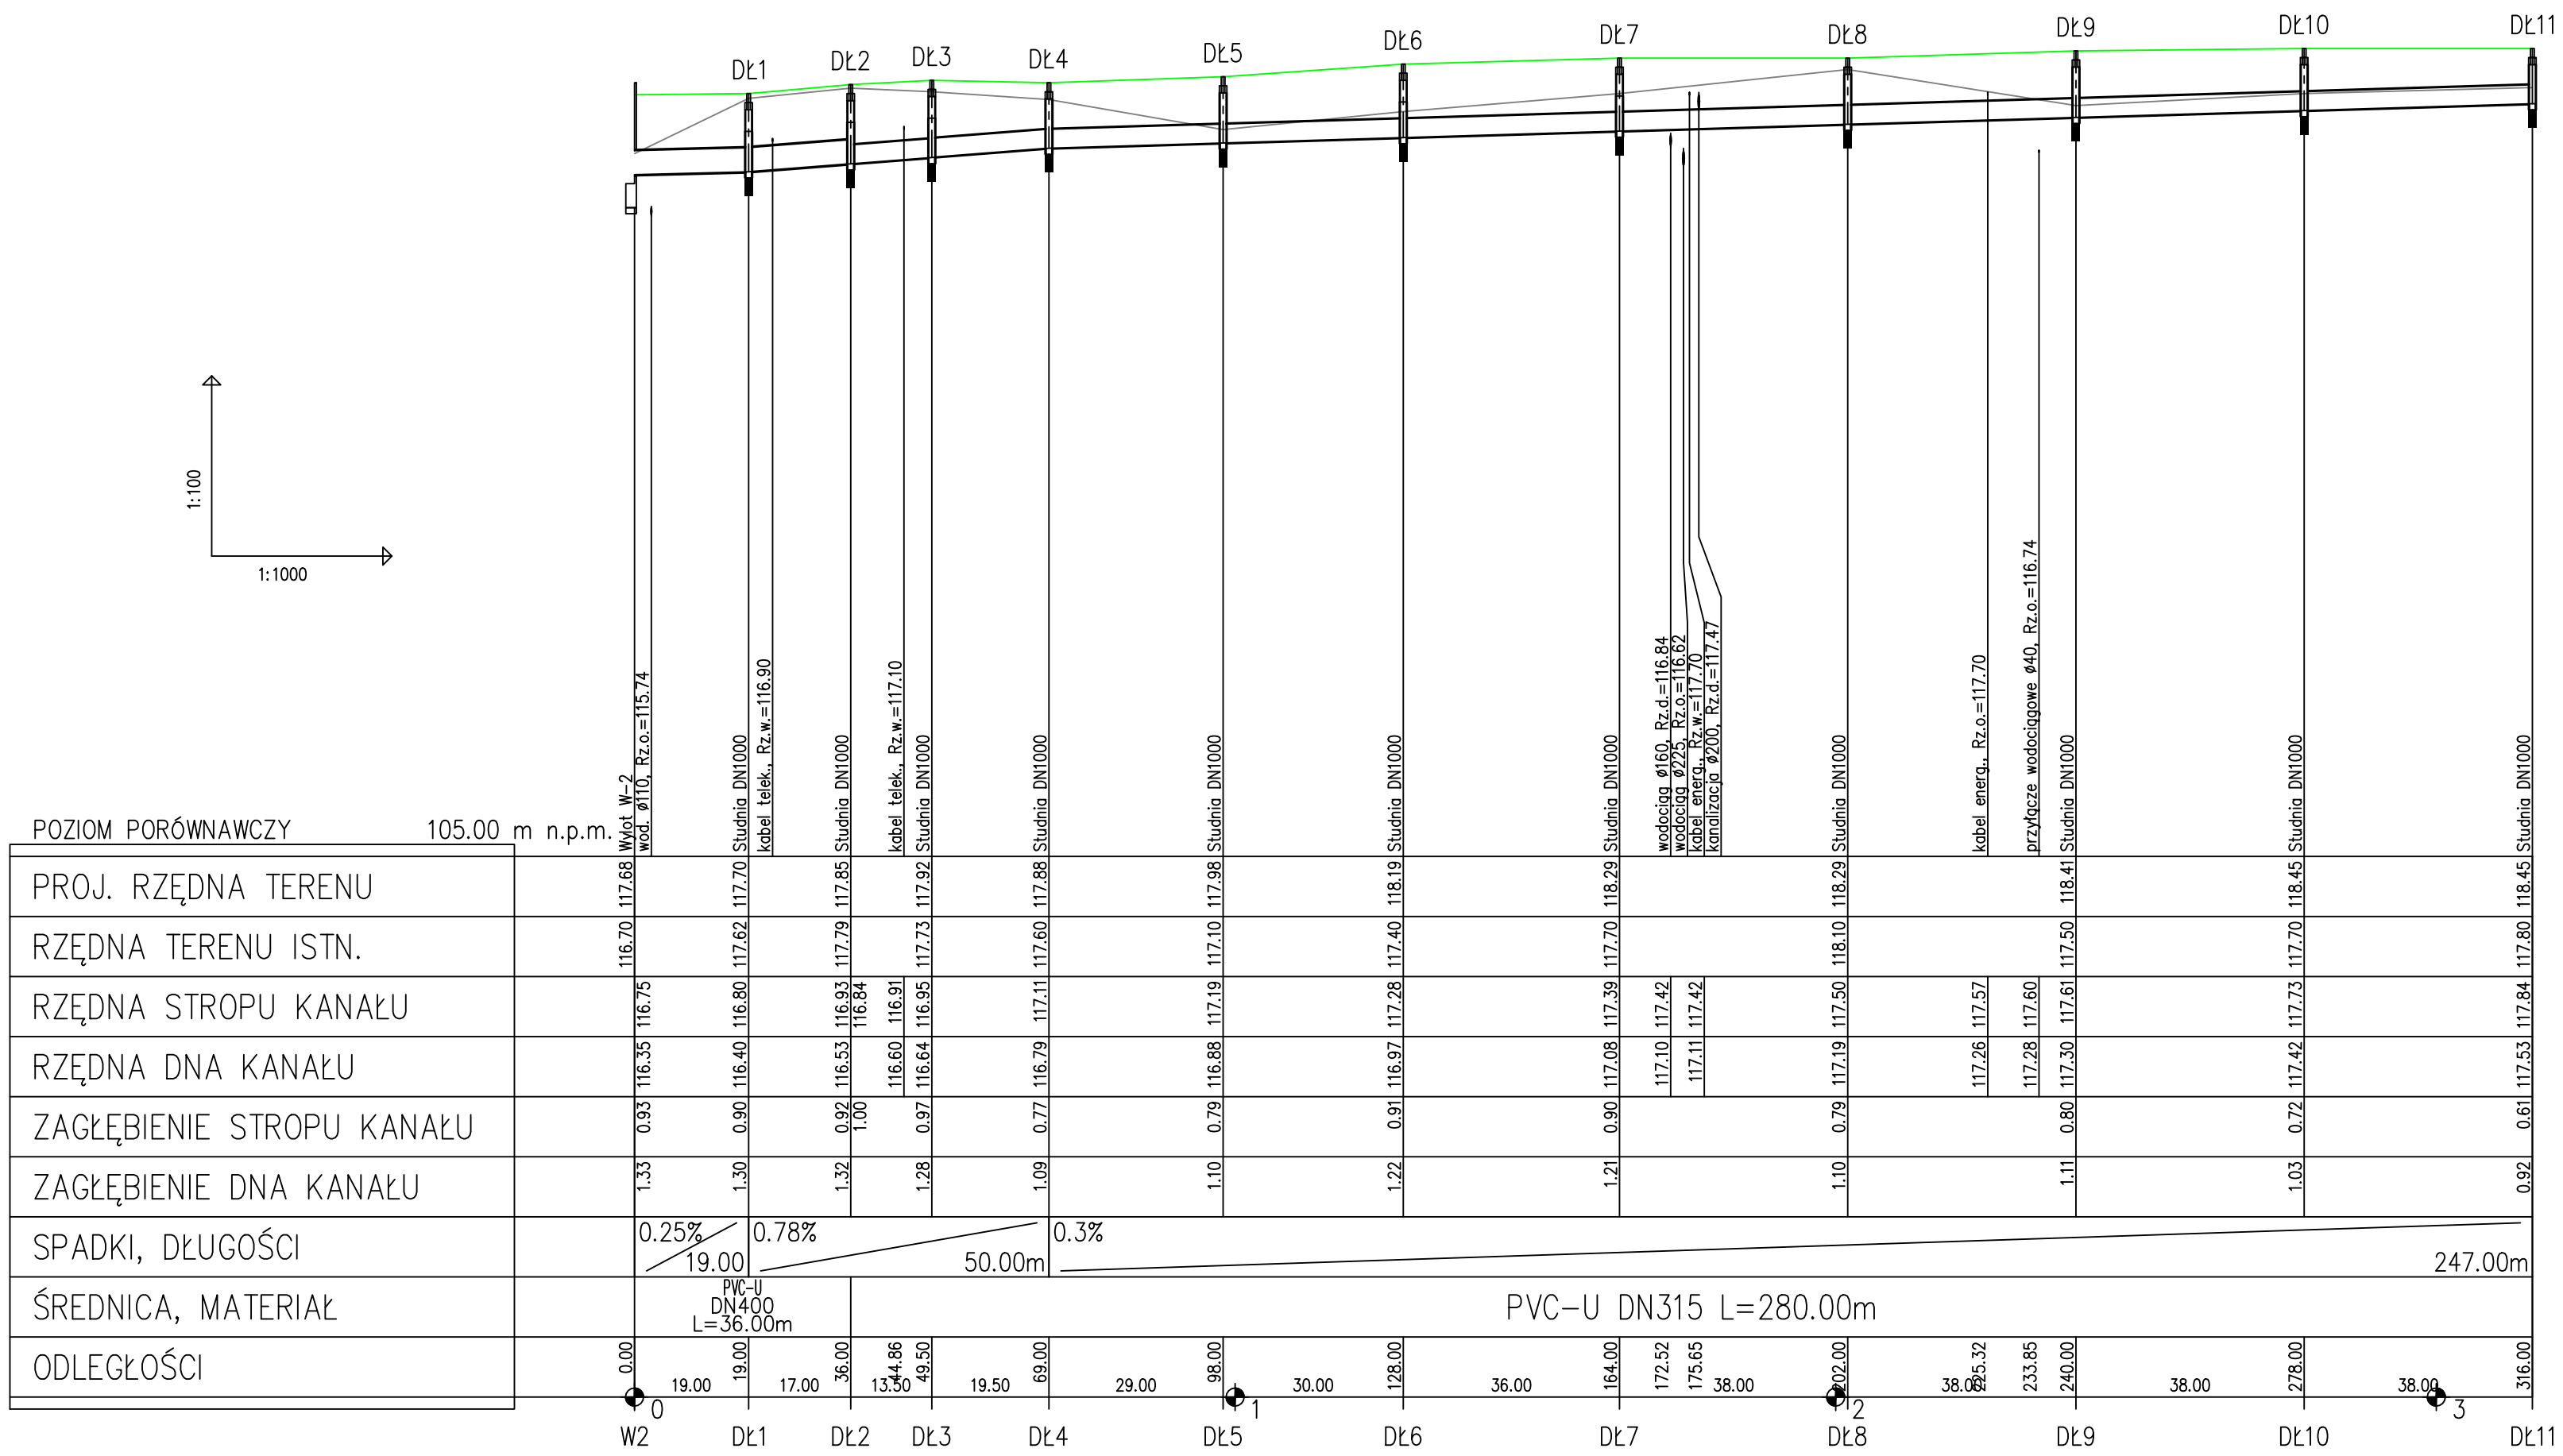 DŁ1 DŁ2 DŁ3 DŁ4 DŁ5 DŁ6 DŁ7 DŁ8 DŁ9 DŁ10 DŁ11
1:100
1:1000
Wylot W-2
wod. ø110, Rz.o.=115.74
Studnia DN1000
kabel telek., Rz.w.=116.90
Studnia DN1000
kabel telek., Rz.w.=117.10
Studnia DN1000
Studnia DN1000
Studnia DN1000
Studnia DN1000
Studnia DN1000
wodociąg ø160, Rz.d.=116.84
wodociąg ø225, Rz.o.=116.62
kabel energ., Rz.w.=117.70
kanalizacja ø200, Rz.d.=117.47
Studnia DN1000
kabel energ., Rz.o.=117.70
przyłącze wodociągowe ø40, Rz.o.=116.74
Studnia DN1000
Studnia DN1000
Studnia DN1000
POZIOM PORÓWNAWCZY 105.00 m n.p.m.
PROJ. RZĘDNA TERENU 117.68 117.70 117.85 117.92 117.88 117.98 118.19 118.29 118.29 118.41 118.45 118.45
RZĘDNA TERENU ISTN. 116.70 117.62 117.79 117.73 117.60 117.10 117.40 117.70 118.10 117.50 117.70 117.80
RZĘDNA STROPU KANAŁU 116.75 116.80 116.93 116.84 116.91 116.95 117.11 117.19 117.28 117.39 117.42 117.42 117.50 117.57 117.60 117.61 117.73 117.84
RZĘDNA DNA KANAŁU 116.35 116.40 116.53 116.60 116.64 116.79 116.88 116.97 117.08 117.10 117.11 117.19 117.26 117.28 117.30 117.42 117.53
ZAGŁĘBIENIE STROPU KANAŁU 0.93 0.90 0.92 1.00 0.97 0.77 0.79 0.91 0.90 0.79 0.80 0.72 0.61
ZAGŁĘBIENIE DNA KANAŁU 1.33 1.30 1.32 1.28 1.09 1.10 1.22 1.21 1.10 1.11 1.03 0.92
SPADKI, DŁUGOŚCI 0.25% 19.00 0.78% 50.00m 0.3% 247.00m
ŚREDNICA, MATERIAŁ
PVC-U
DN400
L=36.00m
PVC-U DN315 L=280.00m
ODLEGŁOŚCI 0.00 19.00 36.00 44.86 49.50 69.00 98.00 128.00 164.00 172.52 175.65 202.00 225.32 233.85 240.00 278.00 316.00
19.00 17.00 13.50 19.50 29.00 30.00 36.00 38.00 38.00 38.00 38.00
0 1 2 3
W2 DŁ1 DŁ2 DŁ3 DŁ4 DŁ5 DŁ6 DŁ7 DŁ8 DŁ9 DŁ10 DŁ11